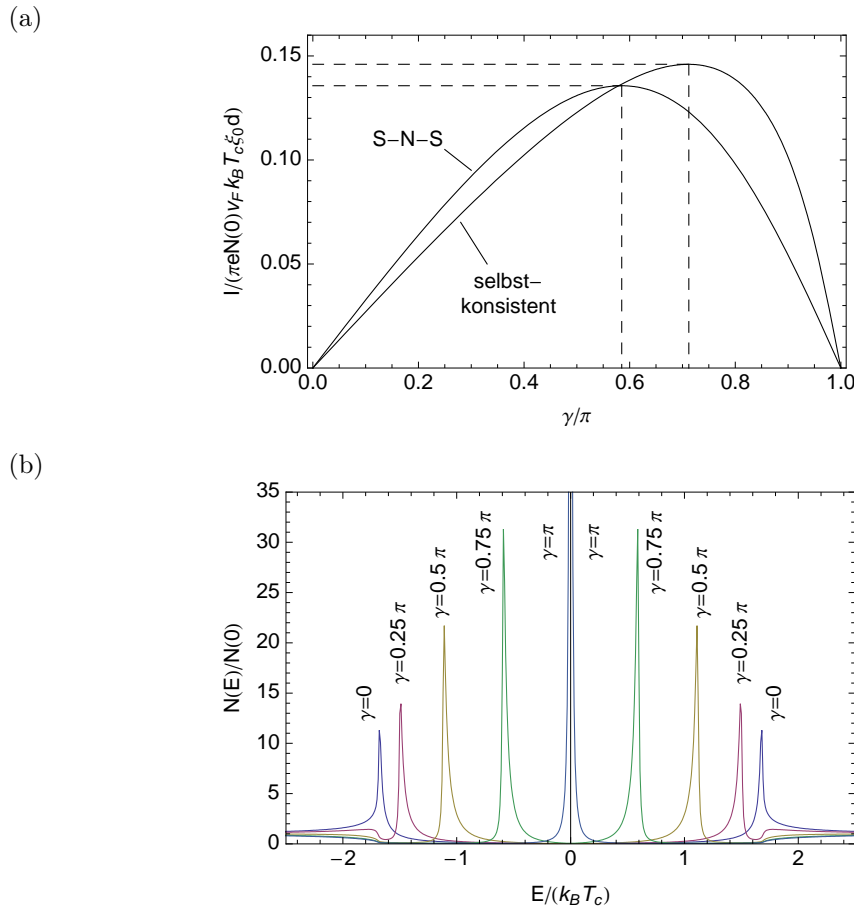 (a)
0.15
0.10
0.05
0.00
I/(πeN(0)v_F k_B T_c ξ_0 d)
S−N−S
selbst−
konsistent
0.0 0.2 0.4 0.6 0.8 1.0
γ/π
(b)
35
30
25
20
15
10
5
0
N(E)/N(0)
γ=0
γ=0.25 π
γ=0.5 π
γ=0.75 π
γ=π
γ=π
γ=0.75 π
γ=0.5 π
γ=0.25 π
γ=0
−2 −1 0 1 2
E/(k_B T_c)